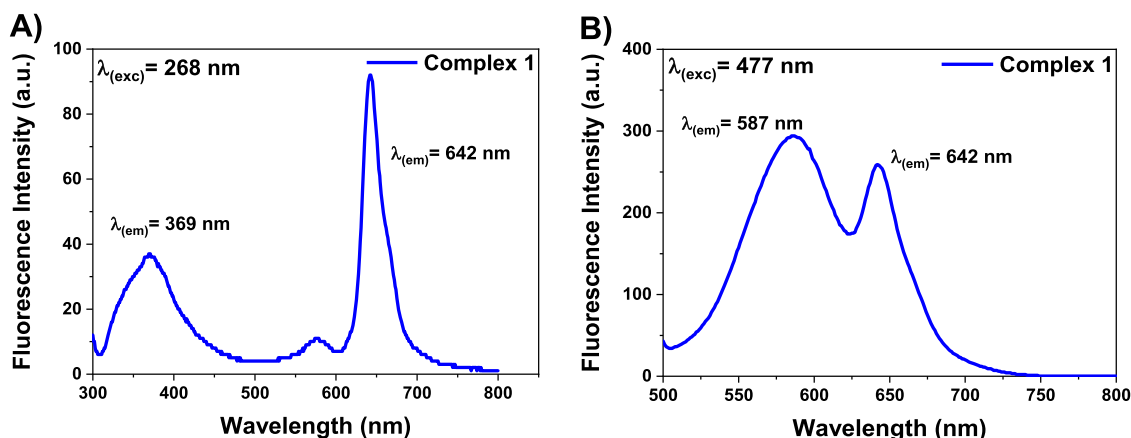 A)
λ(exc)= 268 nm
Complex 1
λ(em)= 642 nm
λ(em)= 369 nm
Fluorescence Intensity (a.u.)
100
80
60
40
20
0
300 400 500 600 700 800
Wavelength (nm)
B)
λ(exc)= 477 nm
Complex 1
λ(em)= 587 nm
λ(em)= 642 nm
Fluorescence Intensity (a.u.)
400
300
200
100
0
500 550 600 650 700 750 800
Wavelength (nm)